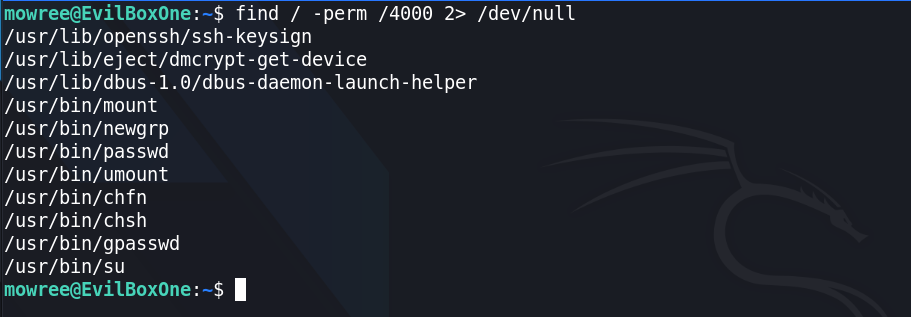 mowree@EvilBoxOne:~$ find / -perm /4000 2> /dev/null
/usr/lib/openssh/ssh-keysign
/usr/lib/eject/dmcrypt-get-device
/usr/lib/dbus-1.0/dbus-daemon-launch-helper
/usr/bin/mount
/usr/bin/newgrp
/usr/bin/passwd
/usr/bin/umount
/usr/bin/chfn
/usr/bin/chsh
/usr/bin/gpasswd
/usr/bin/su
mowree@EvilBoxOne:~$